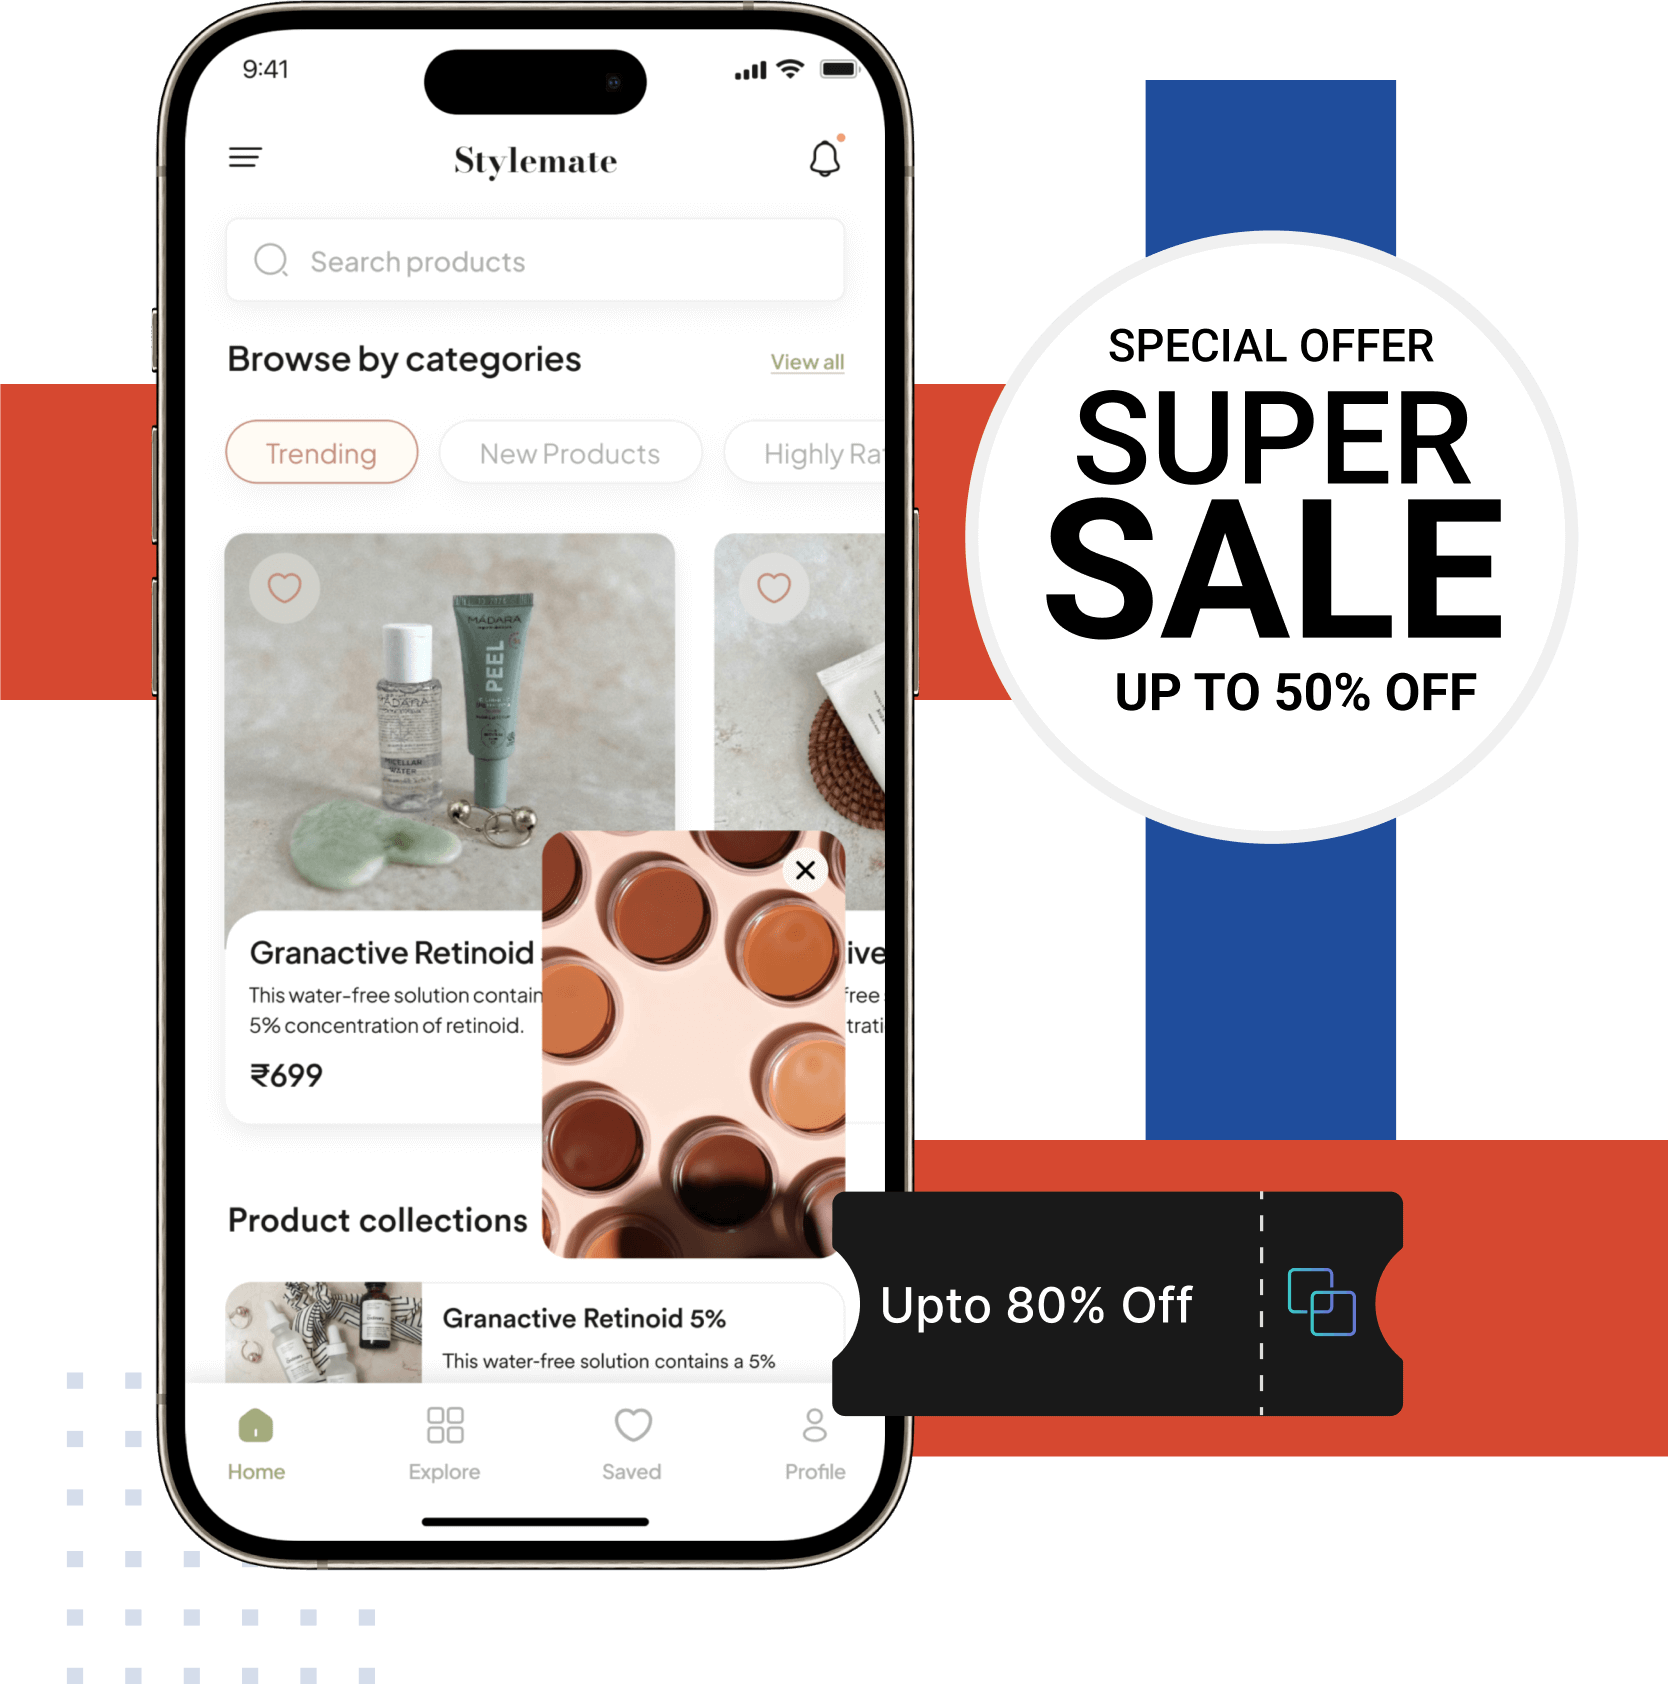 9:41
Stylemate
Search products
Browse by categories
View all
Trending
New Products
Highly Ra
MÁDARA
PEEL
MÁDARA
MICELLAR
WATER
Granactive Retinoid
This water-free solution contain
5% concentration of retinoid.
₹699
ive
free
trati
Product collections
Granactive Retinoid 5%
This water-free solution contains a 5%
Home
Explore
Saved
Profile
SPECIAL OFFER
SUPER
SALE
UP TO 50% OFF
Upto 80% Off